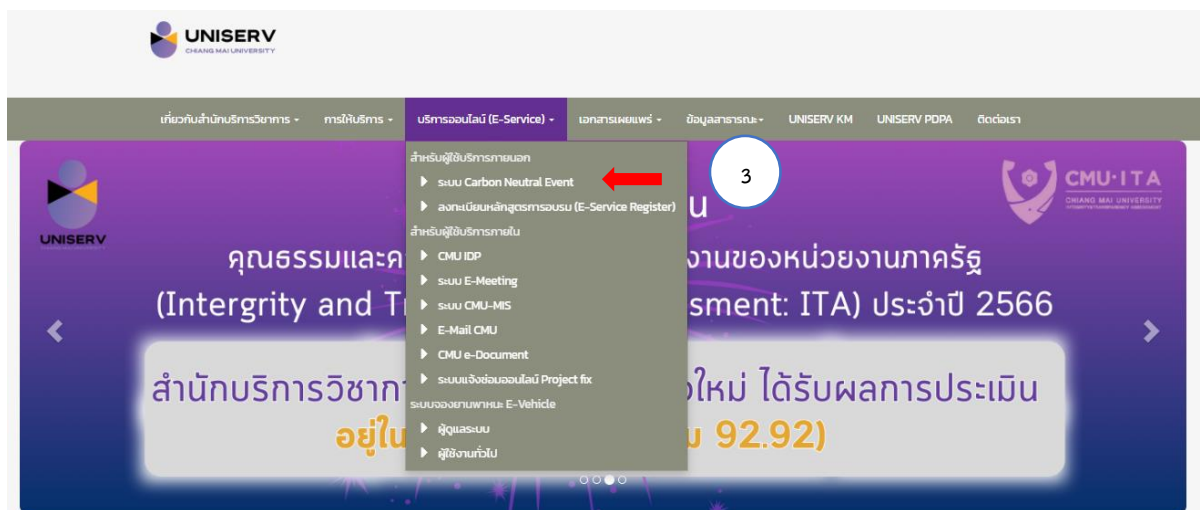 UNISERV
CHIANG MAI UNIVERSITY
เกี่ยวกับสำนักบริการวิชาการ การให้บริการ บริการออนไลน์ (E-Service) เอกสารเผยแพร่ ข้อมูลสาธารณะ UNISERV KM UNISERV PDPA ติดต่อเรา
สำหรับผู้ใช้บริการภายนอก
ระบบ Carbon Neutral Event
ลงทะเบียนหลักสูตรการอบรม (E-Service Register)
สำหรับผู้ใช้บริการภายใน
CMU IDP
ระบบ E-Meeting
ระบบ CMU-MIS
E-Mail CMU
CMU e-Document
ระบบแจ้งซ่อมออนไลน์ Project fix
ระบบจองยานพาหนะ E-Vehicle
ผู้ดูแลระบบ
ผู้ใช้งานทั่วไป
3
UNISERV
CMU·ITA
CHIANG MAI UNIVERSITY
INTEGRITY & TRANSPARENCY ASSESSMENT
น
คุณธรรมและค งานของหน่วยงานภาครัฐ
(Intergrity and T sment: ITA) ประจำปี 2566
สำนักบริการวิชากา งใหม่ ได้รับผลการประเมิน
อยู่ใน 92.92)